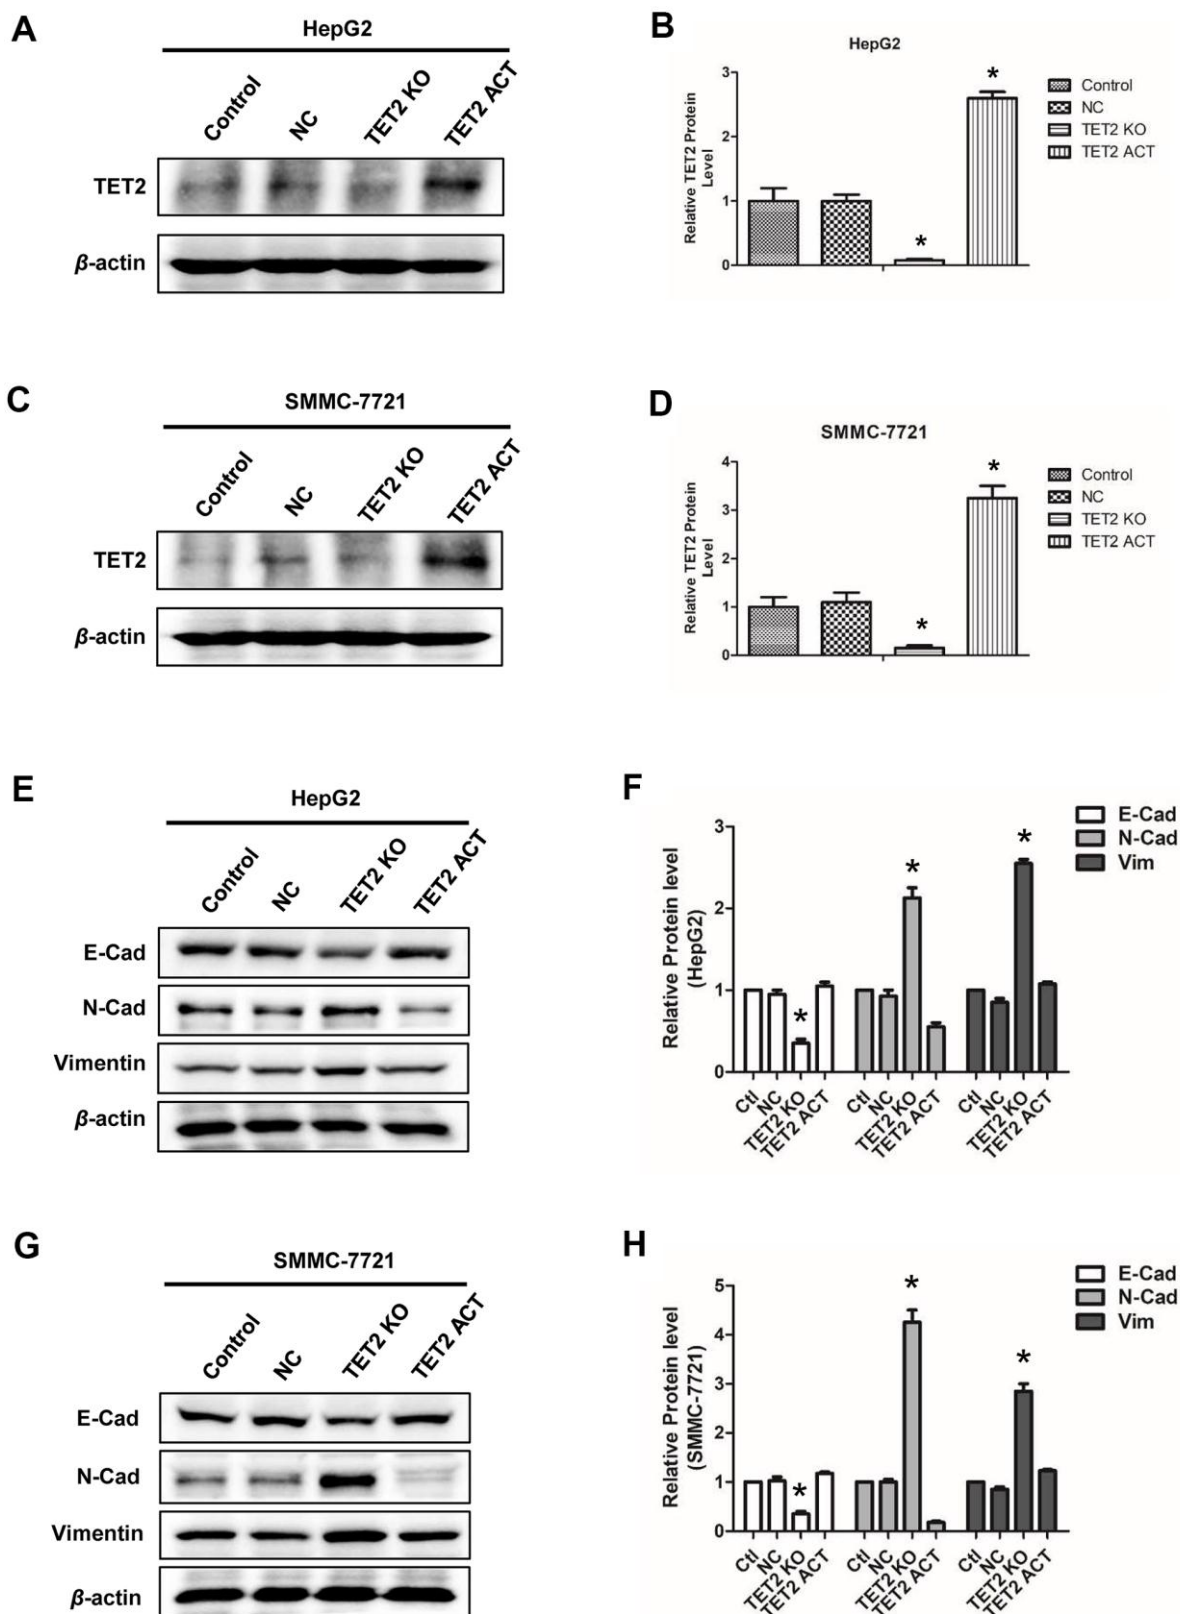 A
HepG2
Control
NC
TET2 KO
TET2 ACT
TET2
β-actin
B
HepG2
Relative TET2 Protein
Level
3
2
1
0
*
*
Control
NC
TET2 KO
TET2 ACT
C
SMMC-7721
Control
NC
TET2 KO
TET2 ACT
TET2
β-actin
D
SMMC-7721
Relative TET2 Protein
Level
4
3
2
1
0
*
*
Control
NC
TET2 KO
TET2 ACT
E
HepG2
Control
NC
TET2 KO
TET2 ACT
E-Cad
N-Cad
Vimentin
β-actin
F
Relative Protein level
(HepG2)
3
2
1
0
*
*
*
E-Cad
N-Cad
Vim
Ctl
NC
TET2 KO
TET2 ACT
Ctl
NC
TET2 KO
TET2 ACT
Ctl
NC
TET2 KO
TET2 ACT
G
SMMC-7721
Control
NC
TET2 KO
TET2 ACT
E-Cad
N-Cad
Vimentin
β-actin
H
Relative Protein level
(SMMC-7721)
5
4
3
2
1
0
*
*
*
E-Cad
N-Cad
Vim
Ctl
NC
TET2 KO
TET2 ACT
Ctl
NC
TET2 KO
TET2 ACT
Ctl
NC
TET2 KO
TET2 ACT